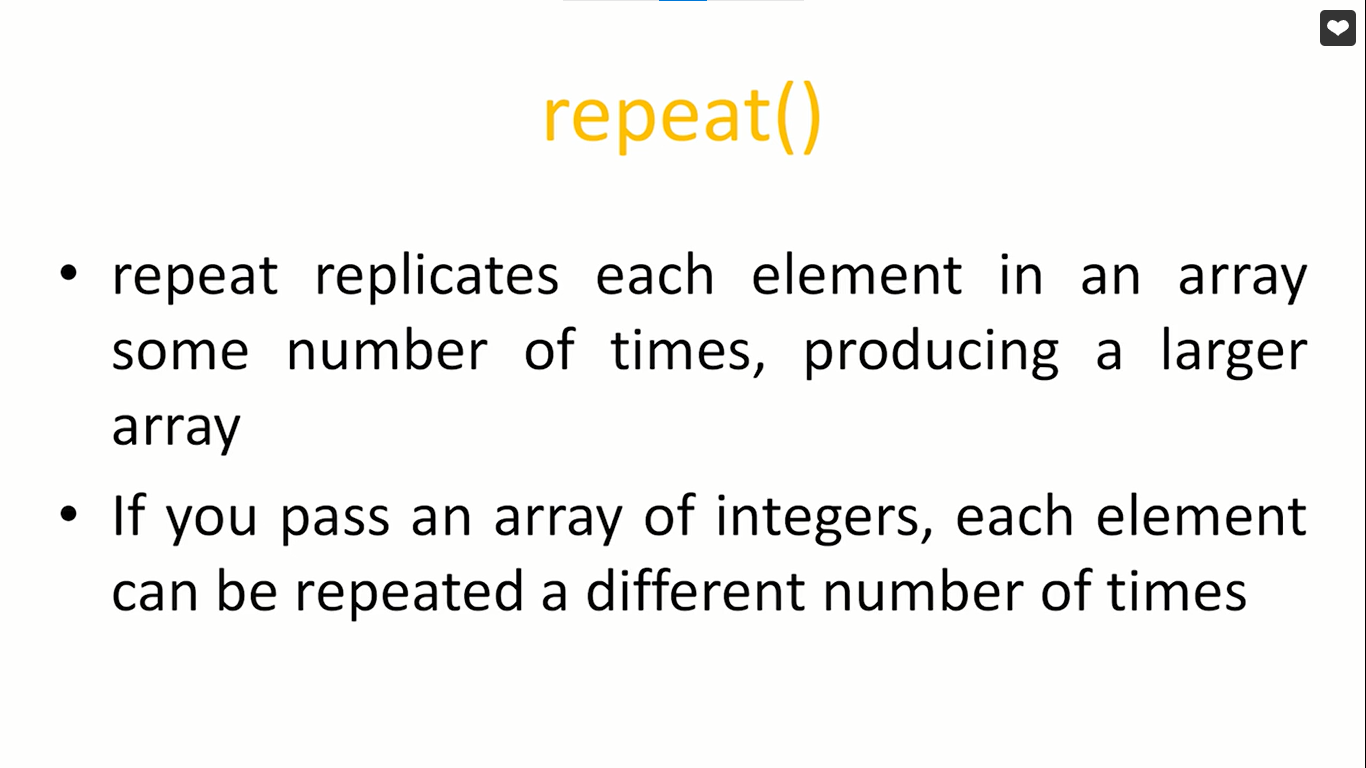 repeat()
• repeat replicates each element in an array
some number of times, producing a larger
array
• If you pass an array of integers, each element
can be repeated a different number of times